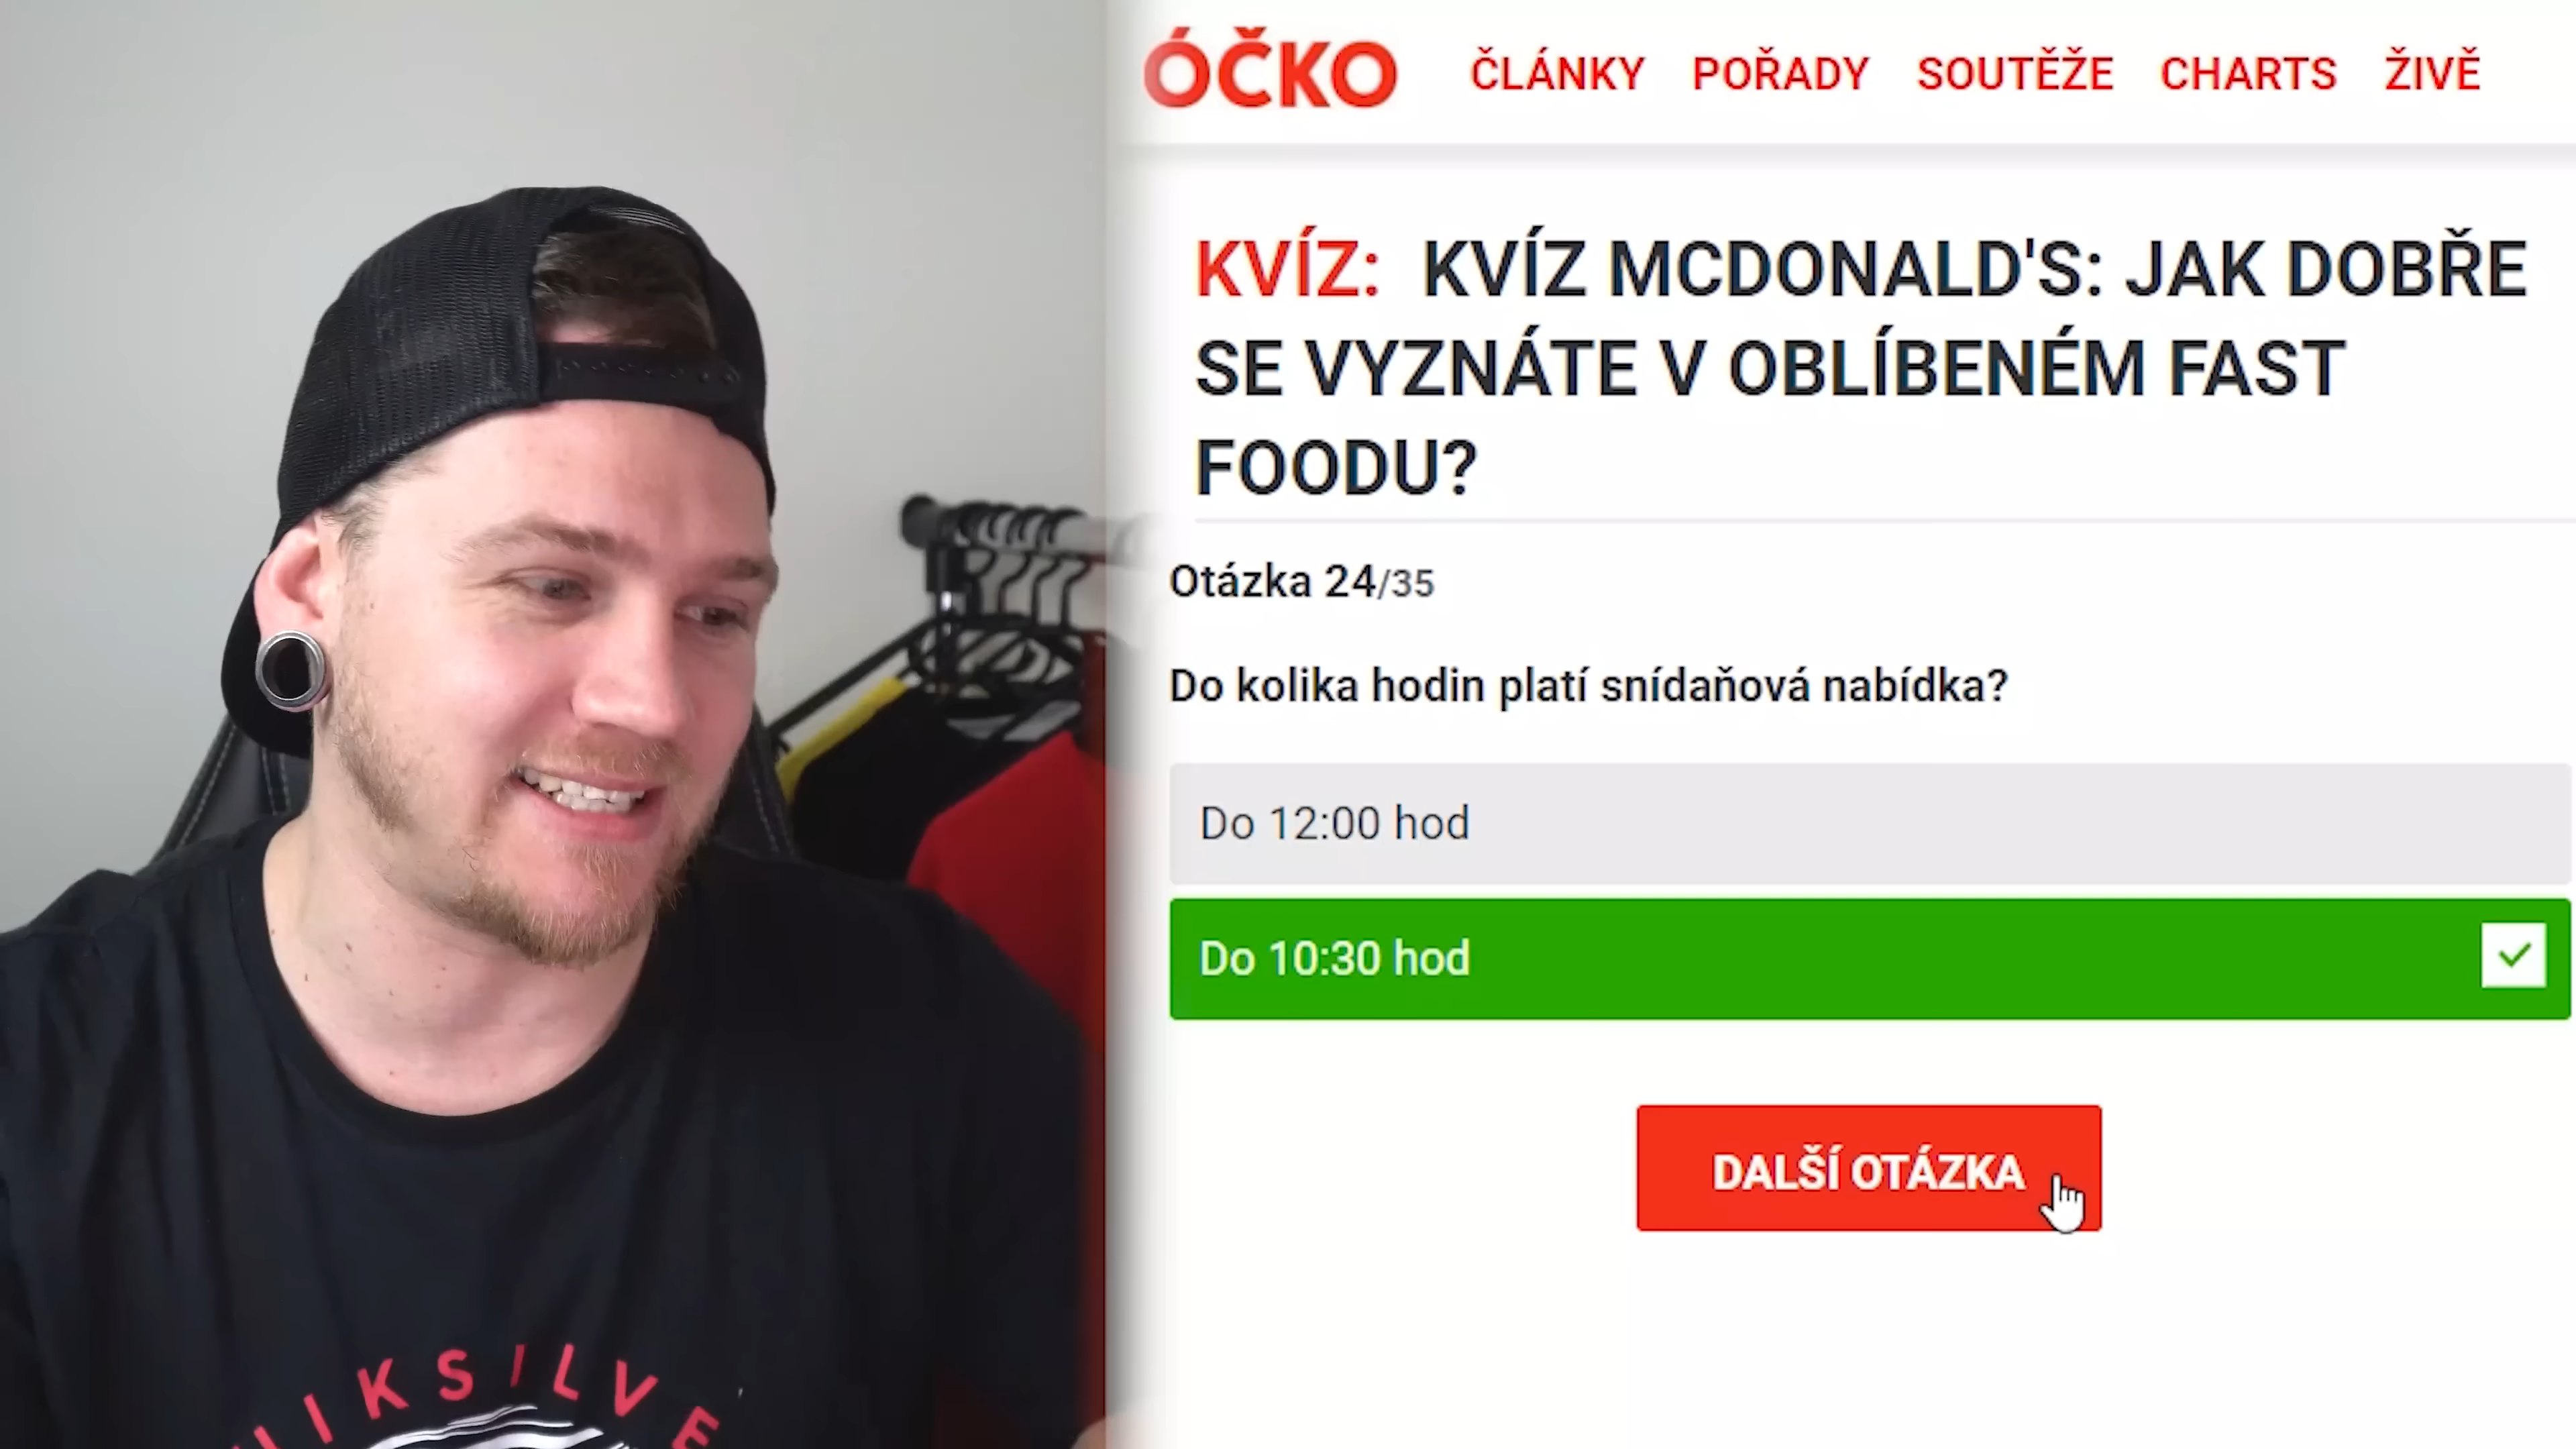 ÓČKO ČLÁNKY POŘADY SOUTĚŽE CHARTS ŽIVĚ
KVÍZ: KVÍZ MCDONALD'S: JAK DOBŘE
SE VYZNÁTE V OBLÍBENÉM FAST
FOODU?
Otázka 24/35
Do kolika hodin platí snídaňová nabídka?
Do 12:00 hod
Do 10:30 hod
DALŠÍ OTÁZKA
UIKSILVE